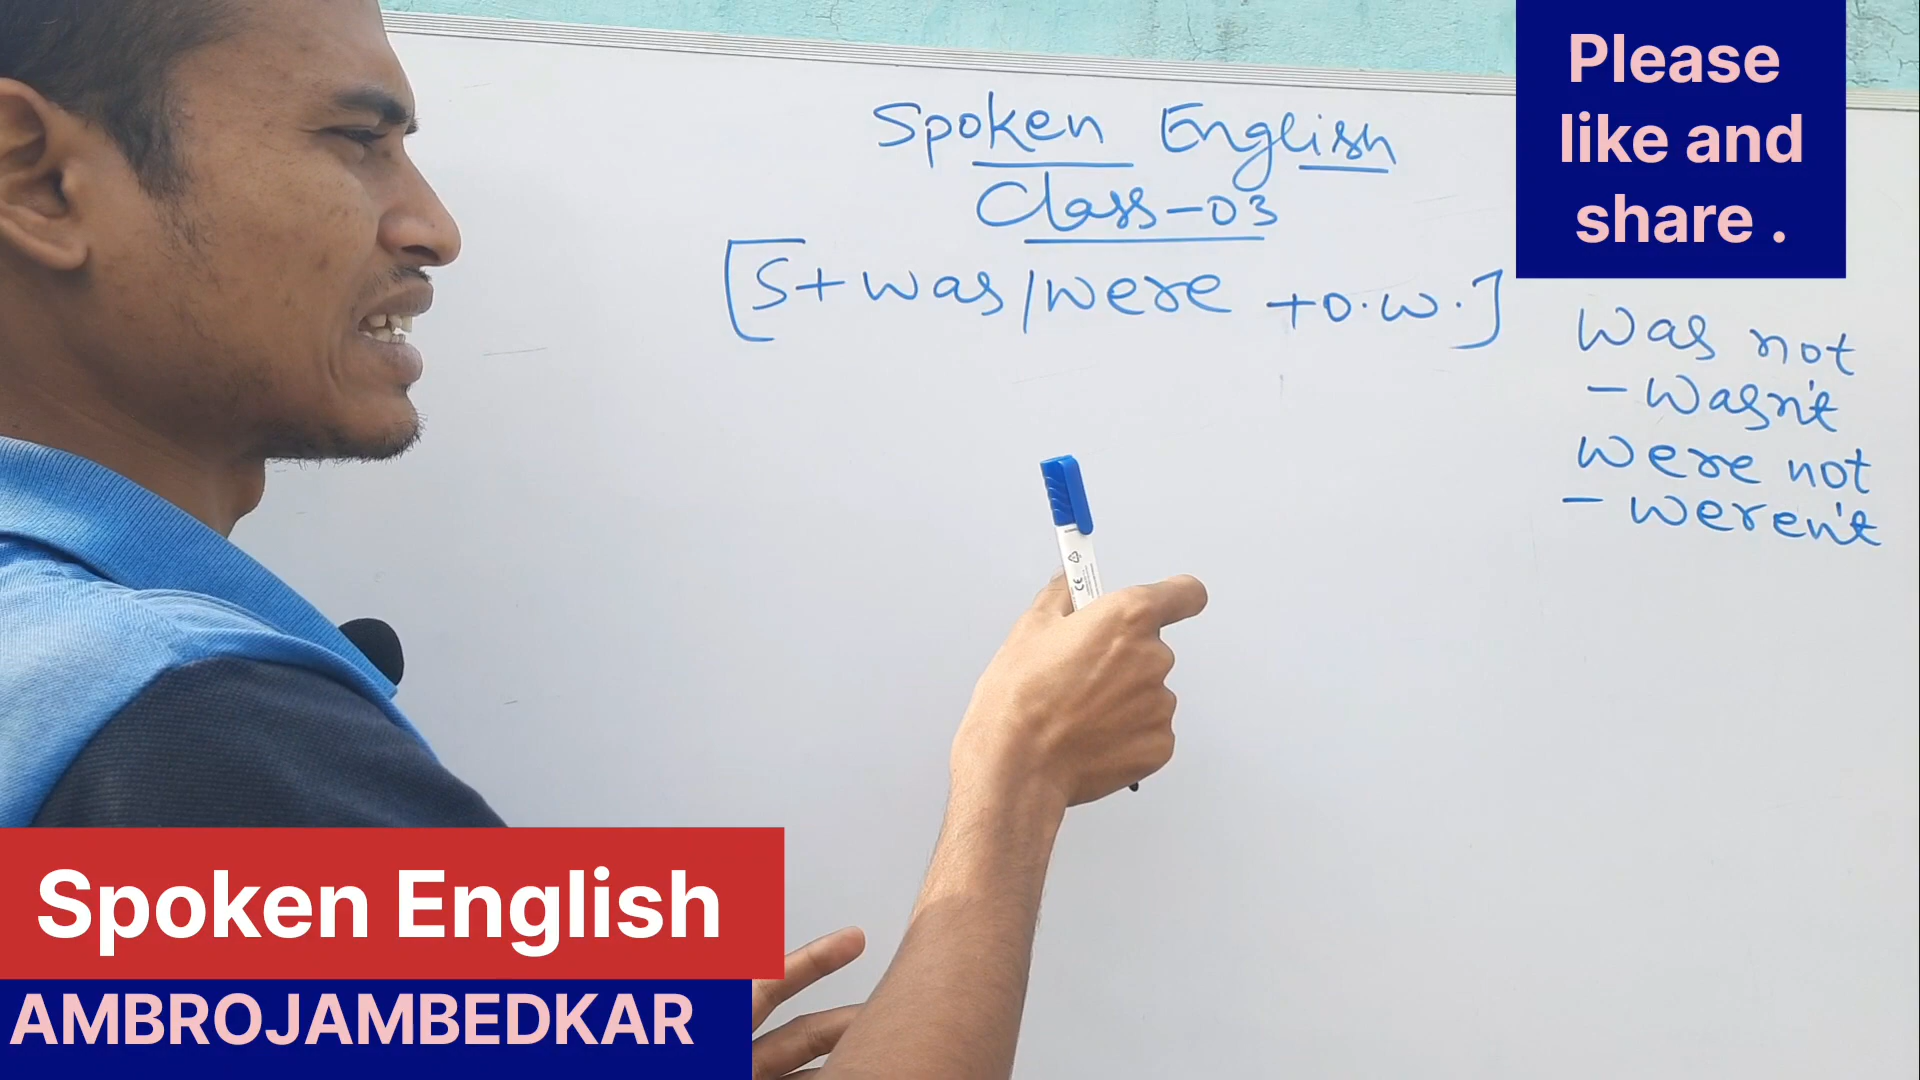 Please
like and
share .
Spoken English
Class-03
[S+was/were +o.w.]
Was not
- Wasn't
Were not
- Weren't
Spoken English
AMBROJAMBEDKAR